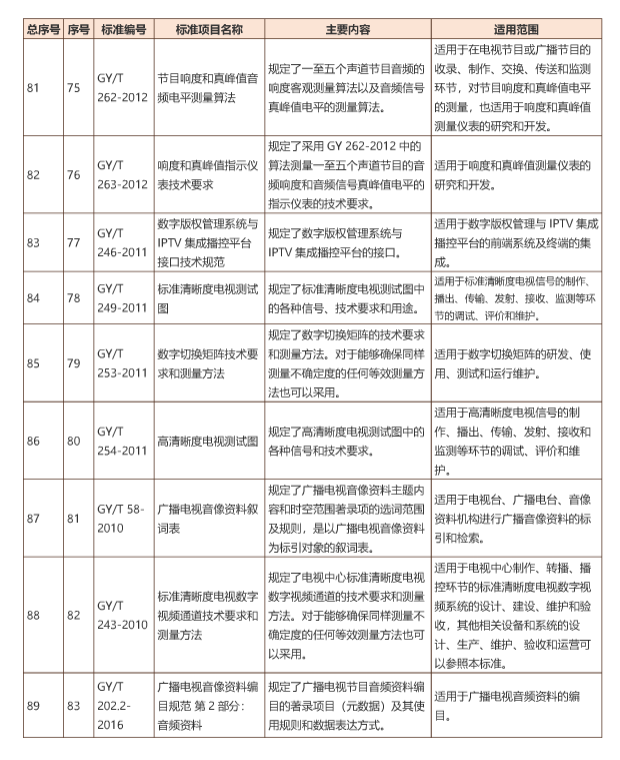 总序号 序号 标准编号 标准项目名称 主要内容 适用范围
81 75 GY/T
262-2012
节目响度和真峰值音
频电平测量算法
规定了一至五个声道节目音频的
响度客观测量算法以及音频信号
真峰值电平的测量算法。
适用于在电视节目或广播节目的
收录、制作、交换、传送和监测
环节，对节目响度和真峰值电平
的测量，也适用于响度和真峰值
测量仪表的研究和开发。
82 76 GY/T
263-2012
响度和真峰值指示仪
表技术要求
规定了采用 GY 262-2012 中的
算法测量一至五个声道节目的音
频响度和音频信号真峰值电平的
指示仪表的技术要求。
适用于响度和真峰值测量仪表的
研究和开发。
83 77 GY/T
246-2011
数字版权管理系统与
IPTV 集成播控平台
接口技术规范
规定了数字版权管理系统与
IPTV 集成播控平台的接口。
适用于数字版权管理与 IPTV 集成
播控平台的前端系统及终端的集
成。
84 78 GY/T
249-2011
标准清晰度电视测试
图
规定了标准清晰度电视测试图中
的各种信号、技术要求和用途。
适用于标准清晰度电视信号的制作、
播出、传输、发射、接收、监测等环
节的调试、评价和维护。
85 79 GY/T
253-2011
数字切换矩阵技术要
求和测量方法
规定了数字切换矩阵的技术要求
和测量方法。对于能够确保同样
测量不确定度的任何等效测量方
法也可以采用。
适用于数字切换矩阵的研发、使
用、测试和运行维护。
86 80 GY/T
254-2011
高清晰度电视测试图
规定了高清晰度电视测试图中的
各种信号和技术要求。
适用于高清晰度电视信号的制
作、播出、传输、发射、接收和
监测等环节的调试、评价和维
护。
87 81 GY/T 58-
2010
广播电视音像资料叙
词表
规定了广播电视音像资料主题内
容和时空范围著录项的选词范围
及规则，是以广播电视音像资料
为标引对象的叙词表。
适用于电视台、广播电台、音像
资料机构进行广播音像资料的标
引和检索。
88 82 GY/T
243-2010
标准清晰度电视数字
视频通道技术要求和
测量方法
规定了电视中心标准清晰度电视
数字视频通道的技术要求和测量
方法。对于能够确保同样测量不
确定度的任何等效测量方法也可
以采用。
适用于电视中心制作、转播、播
控环节的标准清晰度电视数字视
频系统的设计、建设、维护和验
收，其他相关设备和系统的设
计、生产、维护、验收和运营可
以参照本标准。
89 83 GY/T
202.2-
2016
广播电视音像资料编
目规范 第 2 部分：
音频资料
规定了广播电视节目音频资料编
目的著录项目（元数据）及其使
用规则和数据表达方式。
适用于广播电视音频资料的编
目。